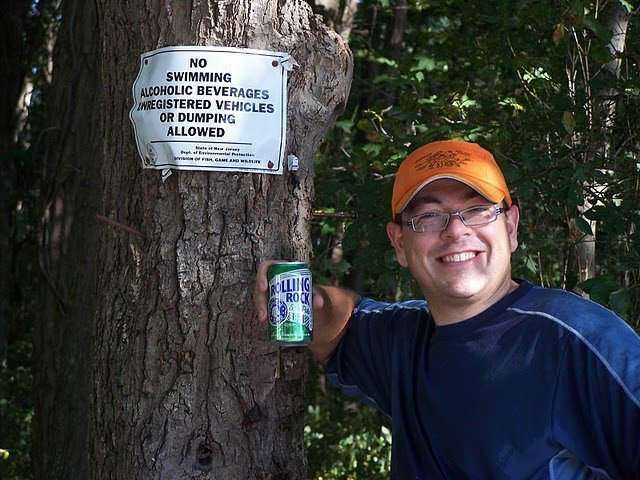 NO
SWIMMING
ALCOHOLIC BEVERAGES
UNREGISTERED VEHICLES
OR DUMPING
ALLOWED
State of New Jersey
Dept. of Environmental Protection
DIVISION OF FISH, GAME AND WILDLIFE
ROLLING
ROCK